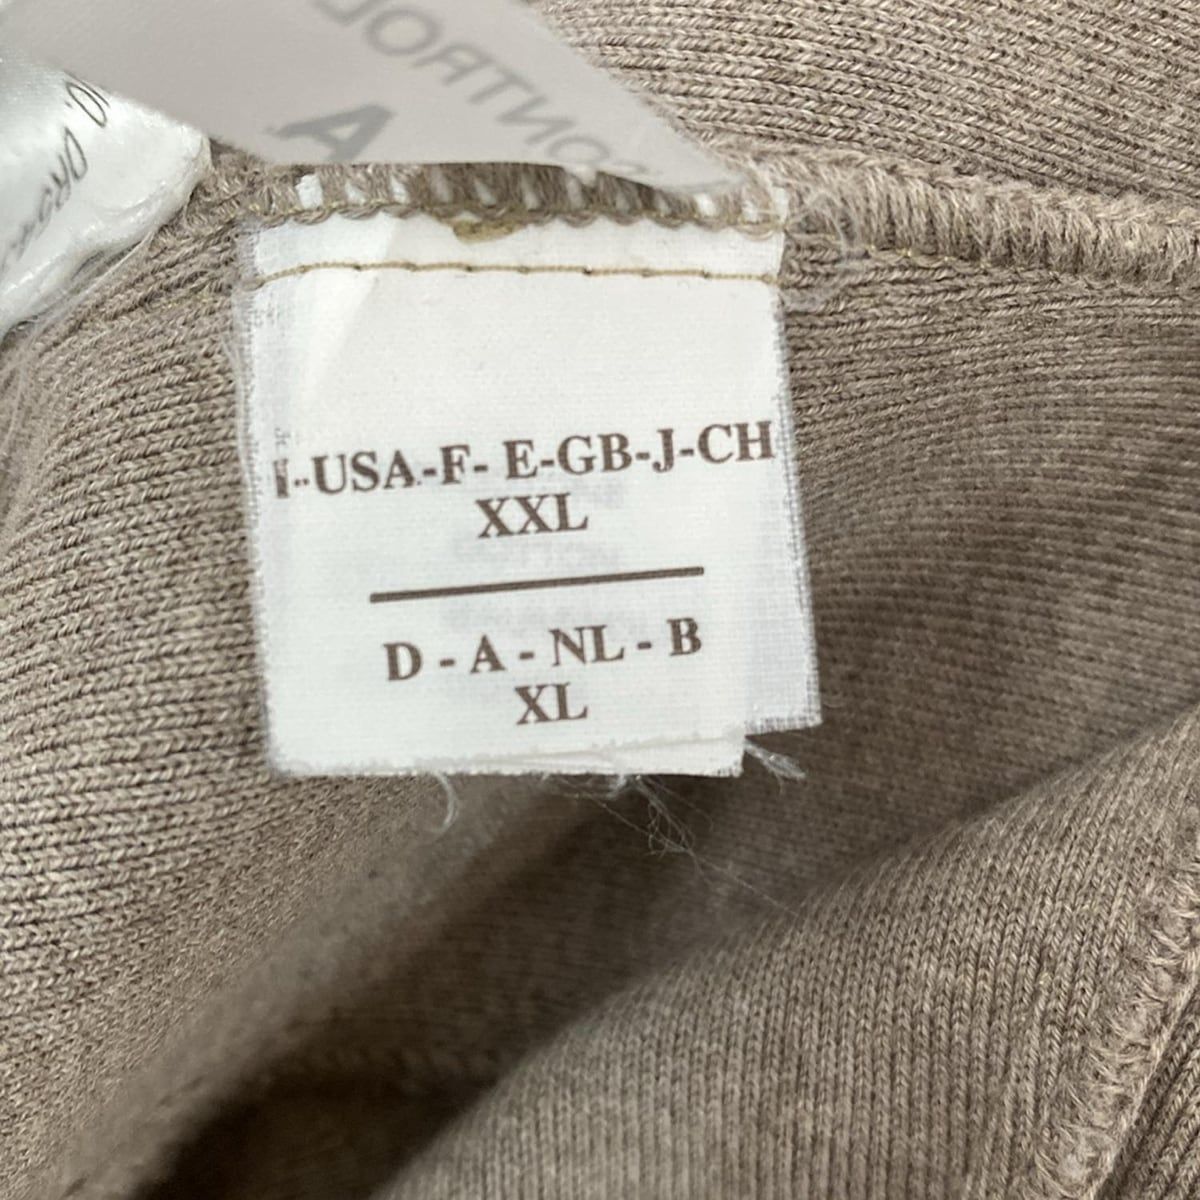 CONTROL
A
I-USA-F- E-GB-J-CH
XXL
D - A - NL - B
XL